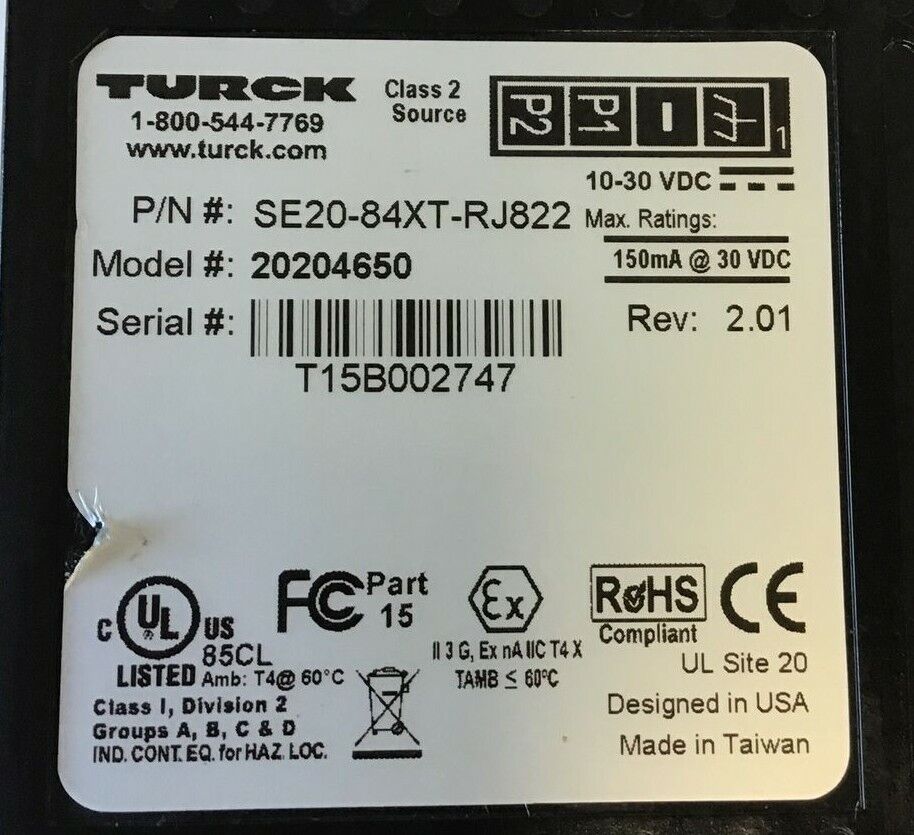 TURCK
1-800-544-7769
www.turck.com
Class 2
Source
P2 P1
1
10-30 VDC
P/N #: SE20-84XT-RJ822
Max. Ratings:
150mA @ 30 VDC
Model #: 20204650
Serial #:
Rev: 2.01
T15B002747
C UL US
LISTED
85CL
Amb: T4@ 60°C
Class I, Division 2
Groups A, B, C & D
IND. CONT. EQ. for HAZ. LOC.
FC Part
15
Ex
II 3 G, Ex nA IIC T4 X
TAMB ≤ 60°C
RoHS
Compliant
CE
UL Site 20
Designed in USA
Made in Taiwan